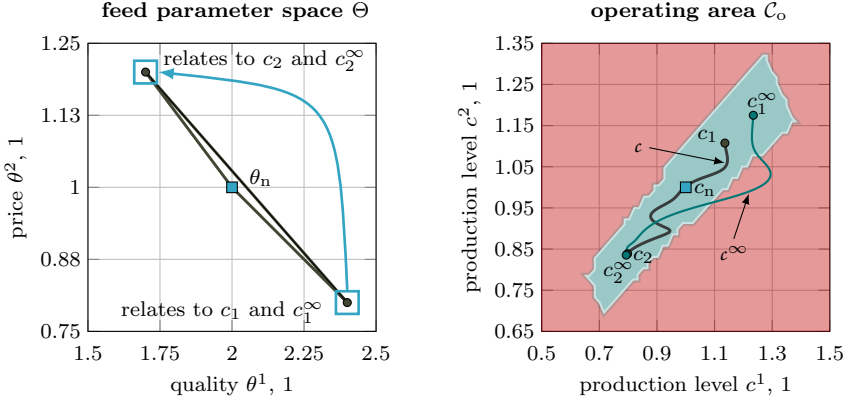 feed parameter space Θ
1.25
1.13
1
0.88
0.75
price θ², 1
relates to c₂ and c₂^∞
θₙ
relates to c₁ and c₁^∞
1.5
1.75
2
2.25
2.5
quality θ¹, 1
operating area 𝒞ₒ
1.35
1.25
1.15
1.05
0.95
0.85
0.75
0.65
production level c², 1
c₁^∞
c₁
c
cₙ
c₂
c₂^∞
c^∞
0.5
0.7
0.9
1.1
1.3
1.5
production level c¹, 1